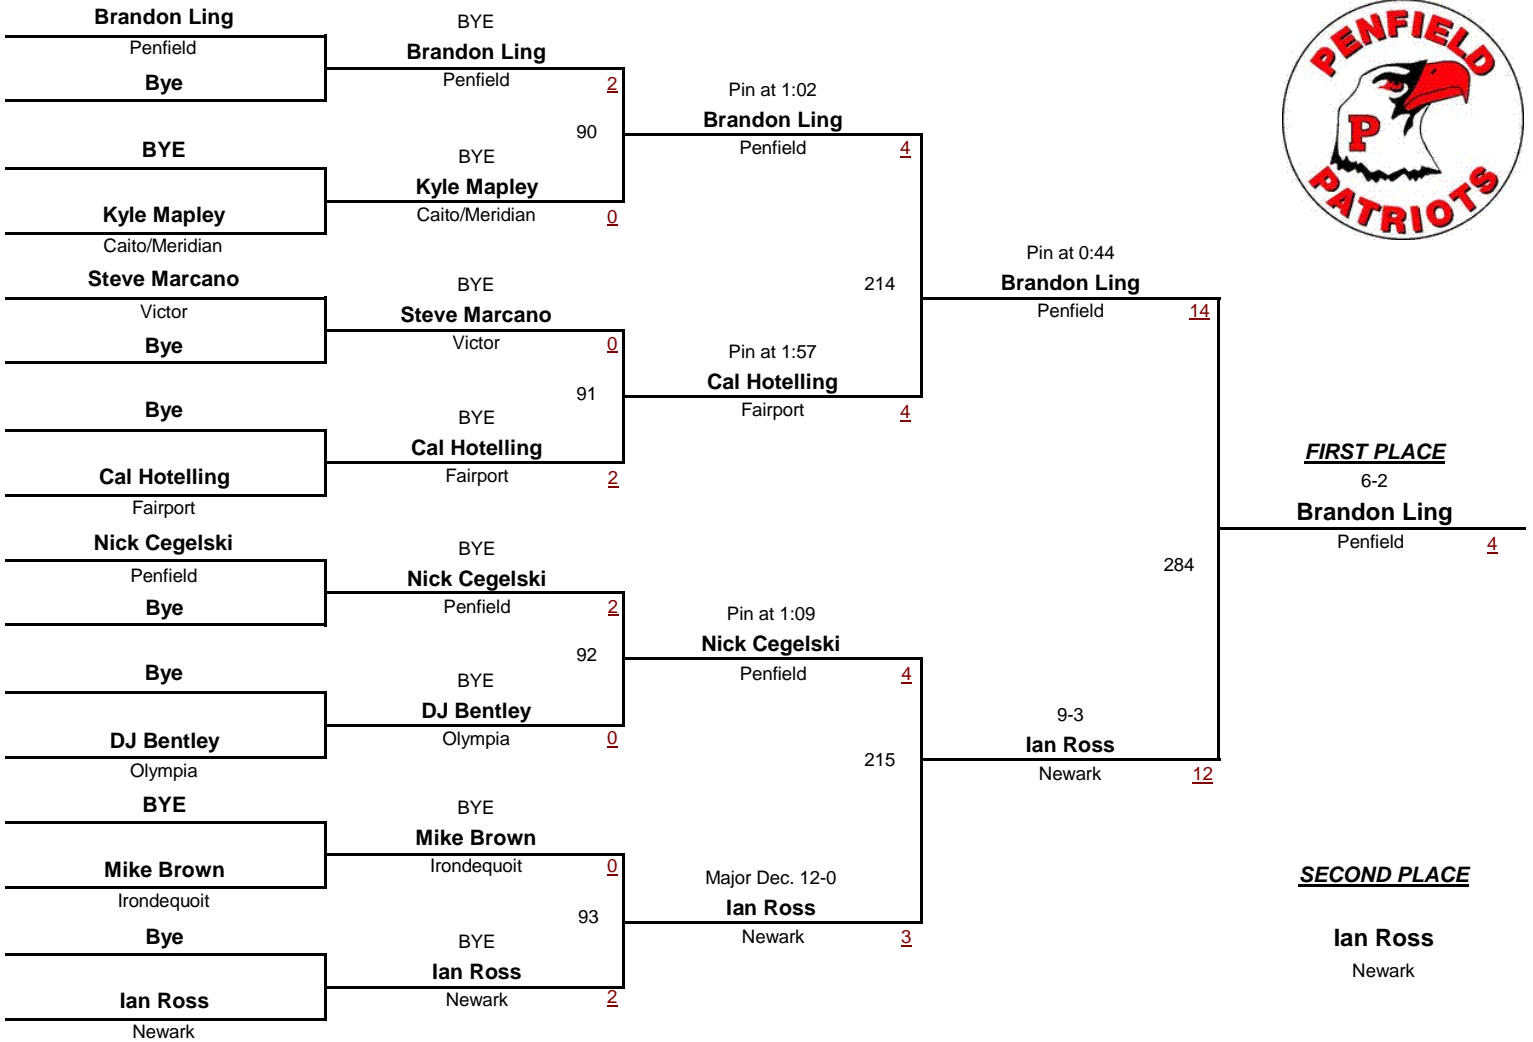 Brandon Ling
Penfield
Bye
BYE
Kyle Mapley
Caito/Meridian
Steve Marcano
Victor
Bye
Bye
Cal Hotelling
Fairport
Nick Cegelski
Penfield
Bye
Bye
DJ Bentley
Olympia
BYE
Mike Brown
Irondequoit
Bye
Ian Ross
Newark
BYE
Brandon Ling
Penfield
2
90
BYE
Kyle Mapley
Caito/Meridian
0
BYE
Steve Marcano
Victor
0
91
BYE
Cal Hotelling
Fairport
2
BYE
Nick Cegelski
Penfield
2
92
BYE
DJ Bentley
Olympia
0
BYE
Mike Brown
Irondequoit
0
93
BYE
Ian Ross
Newark
2
Pin at 1:02
Brandon Ling
Penfield
4
214
Pin at 1:57
Cal Hotelling
Fairport
4
Pin at 1:09
Nick Cegelski
Penfield
4
215
Major Dec. 12-0
Ian Ross
Newark
3
Pin at 0:44
Brandon Ling
Penfield
14
284
9-3
Ian Ross
Newark
12
PENFIELD
P
PATRIOTS
FIRST PLACE
6-2
Brandon Ling
Penfield
4
SECOND PLACE
Ian Ross
Newark